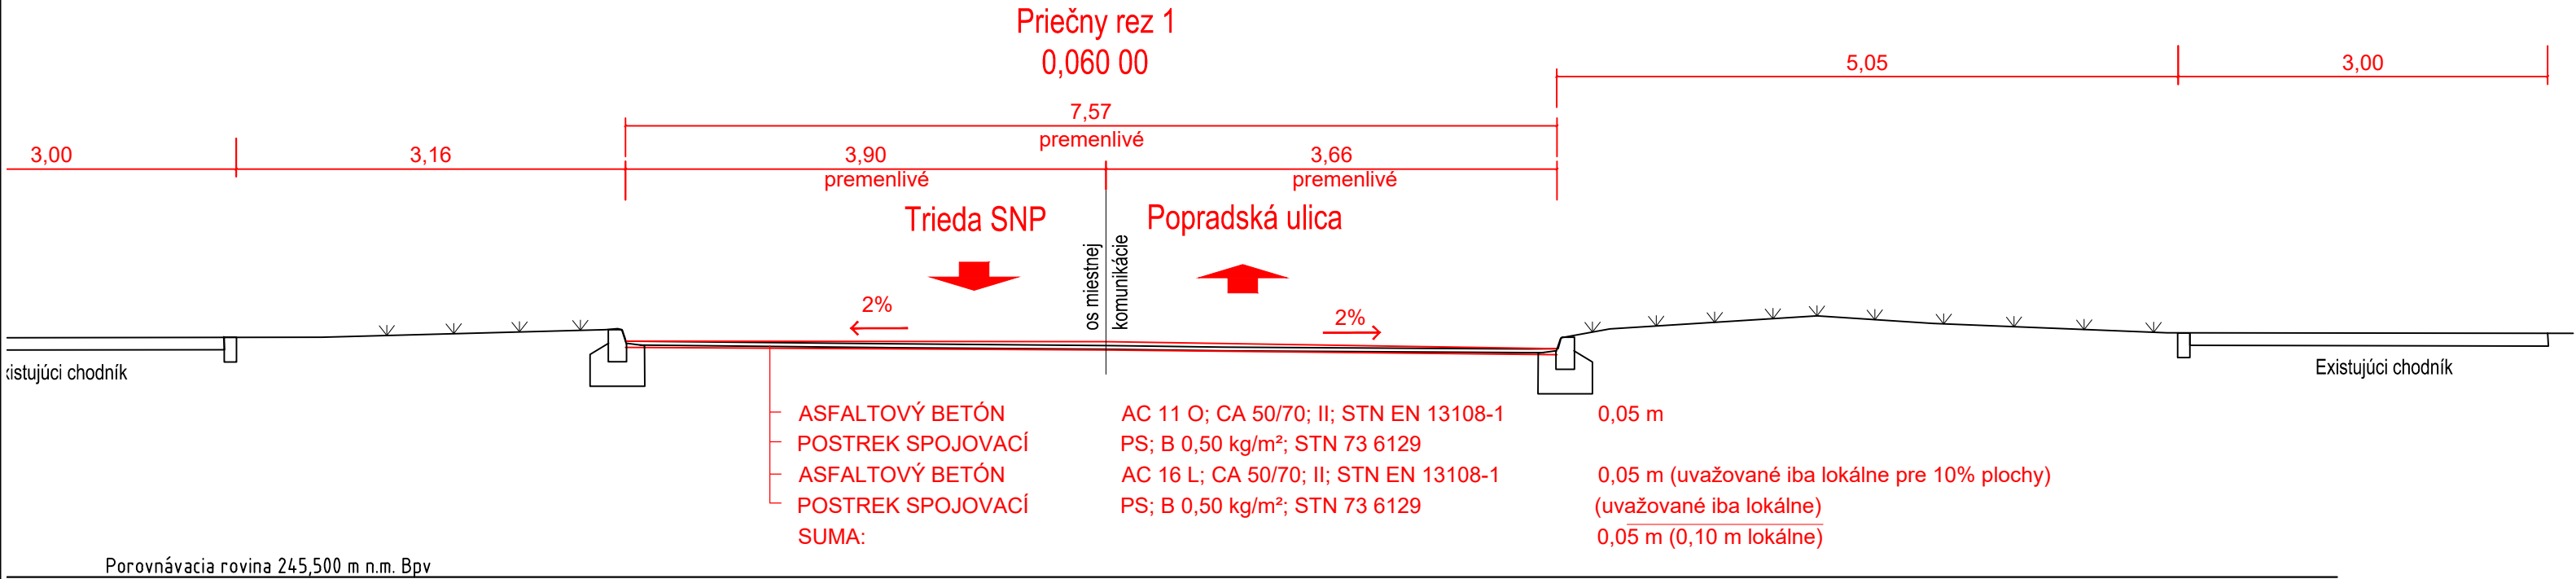 Priečny rez 1
0,060 00
5,05 3,00
7,57
premenlivé
3,00 3,16 3,90 3,66
premenlivé premenlivé
Trieda SNP Popradská ulica
os miestnej
komunikácie
2% 2%
xistujúci chodník Existujúci chodník
ASFALTOVÝ BETÓN AC 11 O; CA 50/70; II; STN EN 13108-1 0,05 m
POSTREK SPOJOVACÍ PS; B 0,50 kg/m²; STN 73 6129
ASFALTOVÝ BETÓN AC 16 L; CA 50/70; II; STN EN 13108-1 0,05 m (uvažované iba lokálne pre 10% plochy)
POSTREK SPOJOVACÍ PS; B 0,50 kg/m²; STN 73 6129 (uvažované iba lokálne)
SUMA: 0,05 m (0,10 m lokálne)
Porovnávacia rovina 245,500 m n.m. Bpv